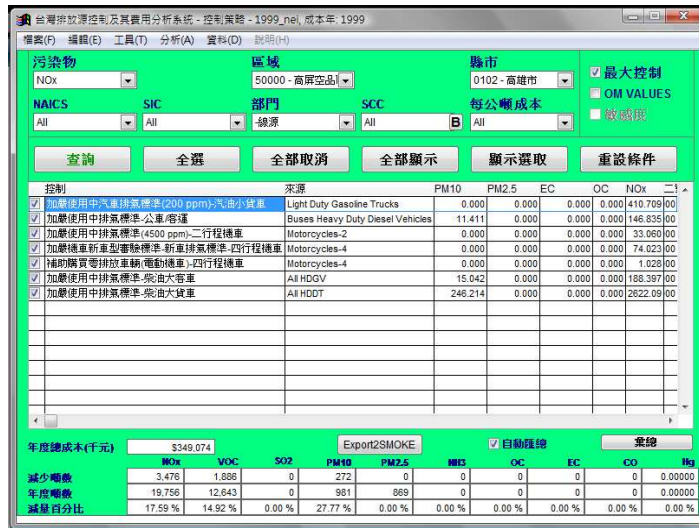 台灣排放源控制及其費用分析系統 - 控制策略 - 1999_nei, 成本年: 1999
檔案(F) 編輯(E) 工具(T) 分析(A) 資料(D) 說明(H)
污染物 區域 縣市
NOx 50000 - 高屏空品 0102 - 高雄市
最大控制
OM VALUES
敏感度
NAICS SIC 部門 SCC 每公噸成本
All All -線源 All B All
查詢 全選 全部取消 全部顯示 顯示選取 重設條件
控制 來源 PM10 PM2.5 EC OC NOx
加嚴使用中汽車排氣標準(200 ppm)-汽油小貨車 Light Duty Gasoline Trucks 0.000 0.000 0.000 0.000 410.709 00
加嚴使用中排氣標準-公車/客運 Buses Heavy Duty Diesel Vehicles 11.411 0.000 0.000 0.000 146.835 00
加嚴使用中排氣標準(4500 ppm)-二行程機車 Motorcycles-2 0.000 0.000 0.000 0.000 33.060 00
加嚴機車新車型審驗標準-新車排氣標準-四行程機車 Motorcycles-4 0.000 0.000 0.000 0.000 74.023 00
補助購買零排放車輛(電動機車)-四行程機車 Motorcycles-4 0.000 0.000 0.000 0.000 1.028 00
加嚴使用中排氣標準-柴油大客車 All HDGV 15.042 0.000 0.000 0.000 188.397 00
加嚴使用中排氣標準-柴油大貨車 All HDDT 246.214 0.000 0.000 0.000 2622.09 00
年度總成本(千元) $349,074 Export2SMOKE 自動匯總 彙總
NOx VOC SO2 PM10 PM2.5 NH3 OC EC CO Hg
減少噸數 3,476 1,886 0 272 0 0 0 0 0 0.00000
年度噸數 19,756 12,643 0 981 869 0 0 0 0 0.00000
減量百分比 17.59 % 14.92 % 0.00 % 27.77 % 0.00 % 0.00 % 0.00 % 0.00 % 0.00 % 0.00 %